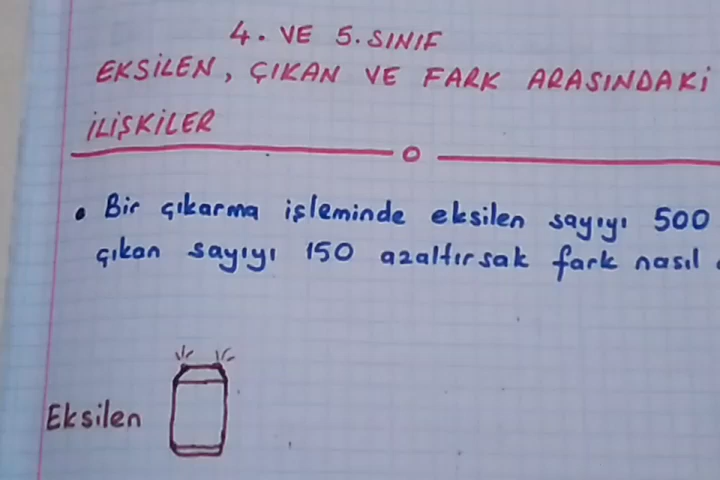 4. VE 5. SINIF
EKSİLEN, ÇIKAN VE FARK ARASINDAKİ
İLİŞKİLER
• Bir çıkarma işleminde eksilen sayıyı 500
çıkan sayıyı 150 azaltırsak fark nasıl
Eksilen